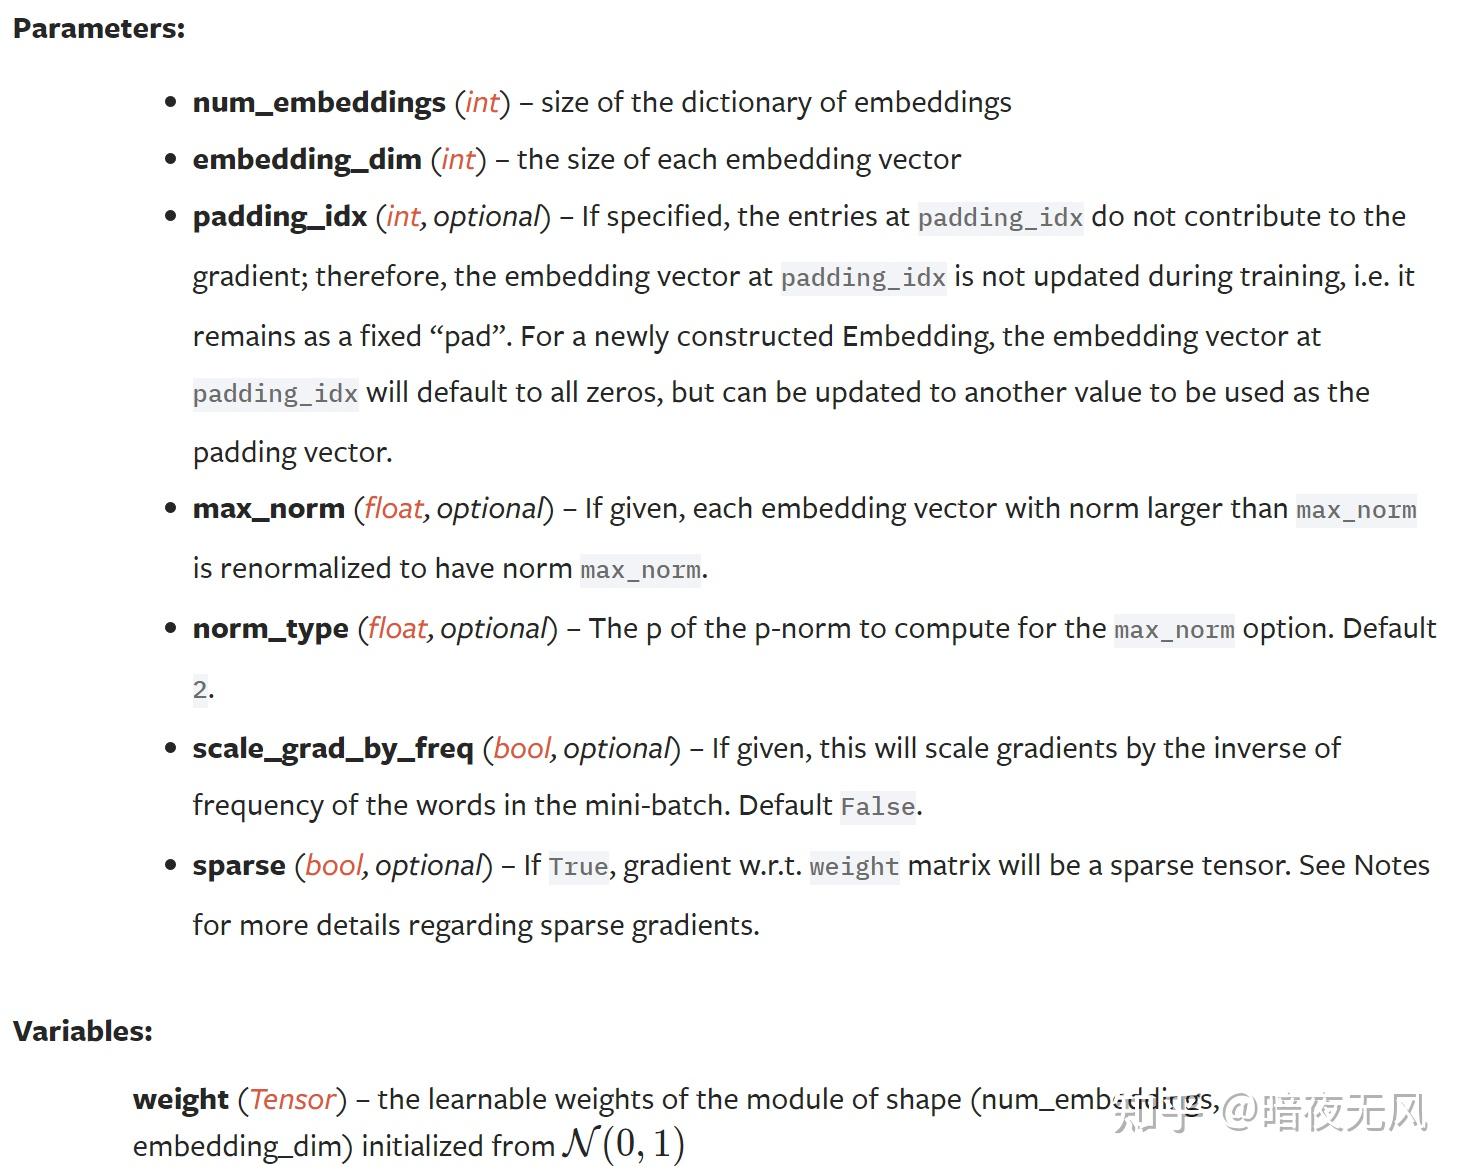 Parameters:
num_embeddings (int) – size of the dictionary of embeddings
embedding_dim (int) – the size of each embedding vector
padding_idx (int, optional) – If specified, the entries at padding_idx do not contribute to the
gradient; therefore, the embedding vector at padding_idx is not updated during training, i.e. it
remains as a fixed “pad”. For a newly constructed Embedding, the embedding vector at
padding_idx will default to all zeros, but can be updated to another value to be used as the
padding vector.
max_norm (float, optional) – If given, each embedding vector with norm larger than max_norm
is renormalized to have norm max_norm.
norm_type (float, optional) – The p of the p-norm to compute for the max_norm option. Default
2.
scale_grad_by_freq (bool, optional) – If given, this will scale gradients by the inverse of
frequency of the words in the mini-batch. Default False.
sparse (bool, optional) – If True, gradient w.r.t. weight matrix will be a sparse tensor. See Notes
for more details regarding sparse gradients.
Variables:
weight (Tensor) – the learnable weights of the module of shape (num_embeddings,
embedding_dim) initialized from 𝒩(0, 1)
知乎 @暗夜无风